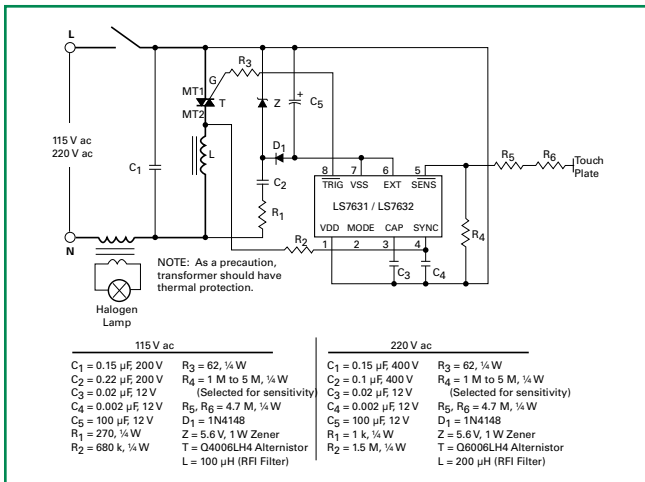 L
115 V ac
220 V ac
N
C1
MT1
MT2
G
T
L
R3
Z
C5
+
D1
C2
R1
R2
8 7 6 5
TRIG VSS EXT SENS
LS7631 / LS7632
VDD MODE CAP SYNC
1 2 3 4
C3
C4
R4
R5
R6
Touch
Plate
Halogen
Lamp
NOTE: As a precaution,
transformer should have
thermal protection.
115 V ac
C1 = 0.15 µF, 200 V
C2 = 0.22 µF, 200 V
C3 = 0.02 µF, 12 V
C4 = 0.002 µF, 12 V
C5 = 100 µF, 12 V
R1 = 270, ¼ W
R2 = 680 k, ¼ W
R3 = 62, ¼ W
R4 = 1 M to 5 M, ¼ W
(Selected for sensitivity)
R5, R6 = 4.7 M, ¼ W
D1 = 1N4148
Z = 5.6 V, 1 W Zener
T = Q4006LH4 Alternistor
L = 100 µH (RFI Filter)
220 V ac
C1 = 0.15 µF, 400 V
C2 = 0.1 µF, 400 V
C3 = 0.02 µF, 12 V
C4 = 0.002 µF, 12 V
C5 = 100 µF, 12 V
R1 = 1 k, ¼ W
R2 = 1.5 M, ¼ W
R3 = 62, ¼ W
R4 = 1 M to 5 M, ¼ W
(Selected for sensitivity)
R5, R6 = 4.7 M, ¼ W
D1 = 1N4148
Z = 5.6 V, 1 W Zener
T = Q6006LH4 Alternistor
L = 200 µH (RFI Filter)